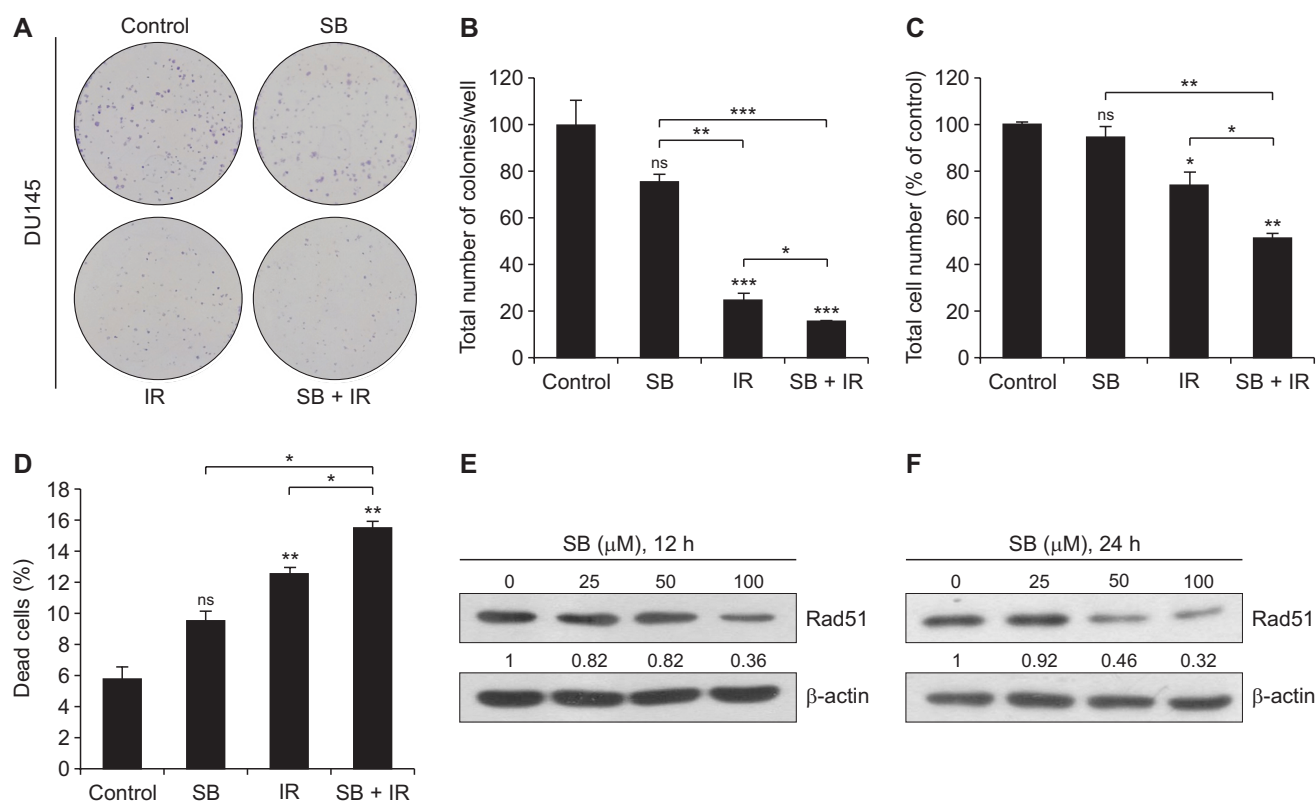 A
Control SB
DU145
IR SB + IR
B
Total number of colonies/well
120
100
80
60
40
20
0
***
**
ns
*
***
***
Control SB IR SB + IR
C
Total cell number (% of control)
120
100
80
60
40
20
0
**
ns
*
*
**
Control SB IR SB + IR
D
Dead cells (%)
18
16
14
12
10
8
6
4
2
0
*
*
**
**
ns
Control SB IR SB + IR
E
SB (μM), 12 h
0 25 50 100
Rad51
1 0.82 0.82 0.36
β-actin
F
SB (μM), 24 h
0 25 50 100
Rad51
1 0.92 0.46 0.32
β-actin